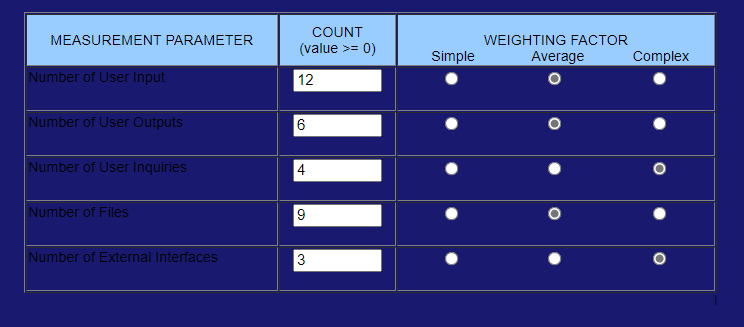 MEASUREMENT PARAMETER
COUNT
(value >= 0)
WEIGHTING FACTOR
Simple Average Complex
Number of User Input 12
Number of User Outputs 6
Number of User Inquiries 4
Number of Files 9
Number of External Interfaces 3